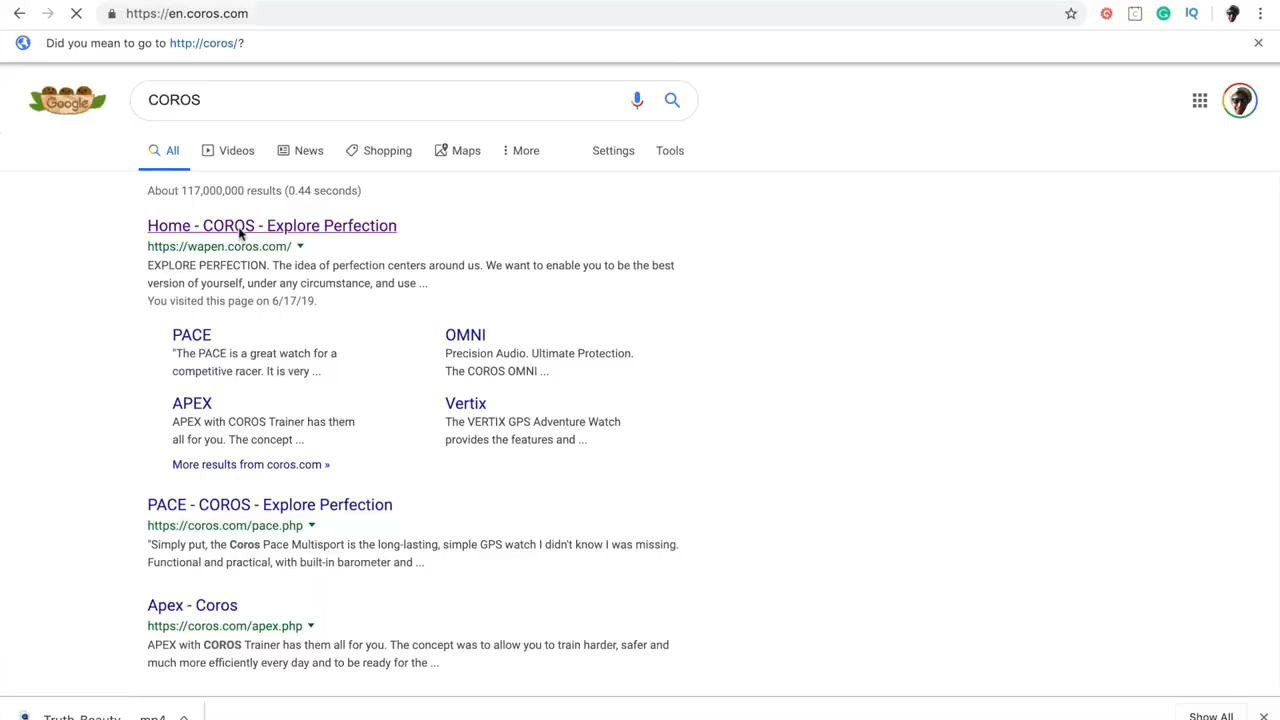 https://en.coros.com
IQ
Did you mean to go to http://coros/?
Google
COROS
All
Videos
News
Shopping
Maps
More
Settings
Tools
About 117,000,000 results (0.44 seconds)
Home - COROS - Explore Perfection
https://wapen.coros.com/
EXPLORE PERFECTION. The idea of perfection centers around us. We want to enable you to be the best
version of yourself, under any circumstance, and use ...
You visited this page on 6/17/19.
PACE
"The PACE is a great watch for a
competitive racer. It is very ...
OMNI
Precision Audio. Ultimate Protection.
The COROS OMNI ...
APEX
APEX with COROS Trainer has them
all for you. The concept ...
Vertix
The VERTIX GPS Adventure Watch
provides the features and ...
More results from coros.com »
PACE - COROS - Explore Perfection
https://coros.com/pace.php
"Simply put, the Coros Pace Multisport is the long-lasting, simple GPS watch I didn't know I was missing.
Functional and practical, with built-in barometer and ...
Apex - Coros
https://coros.com/apex.php
APEX with COROS Trainer has them all for you. The concept was to allow you to train harder, safer and
much more efficiently every day and to be ready for the ...
Truth, Beauty ....mp4
Show All